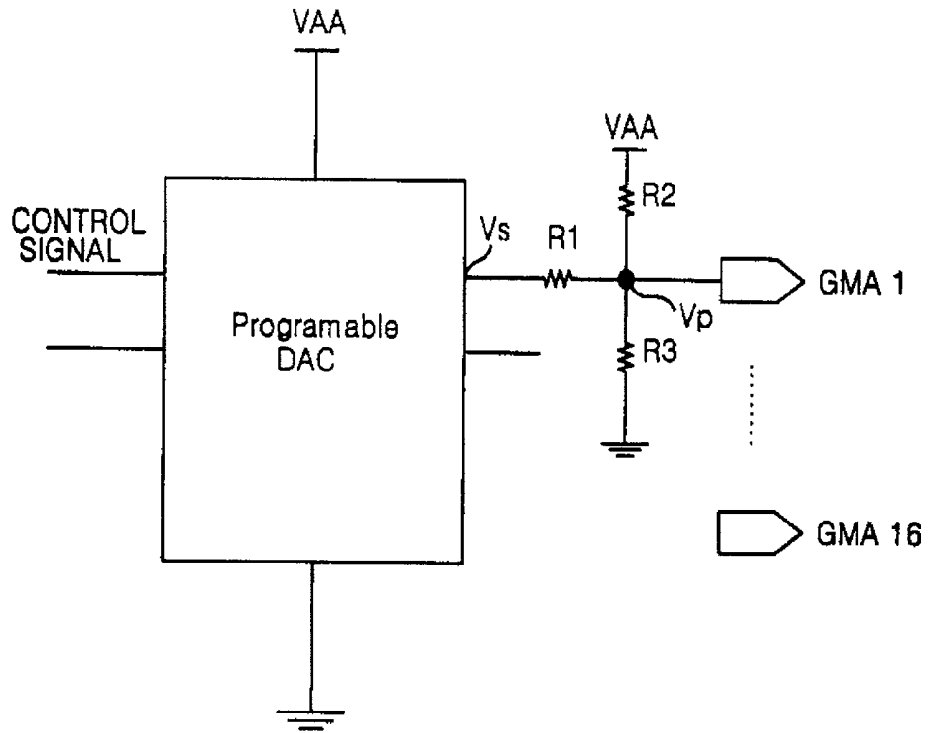 VAA
VAA
R2
CONTROL
SIGNAL
Vs
R1
GMA 1
Vp
Programable
DAC
R3
GMA 16